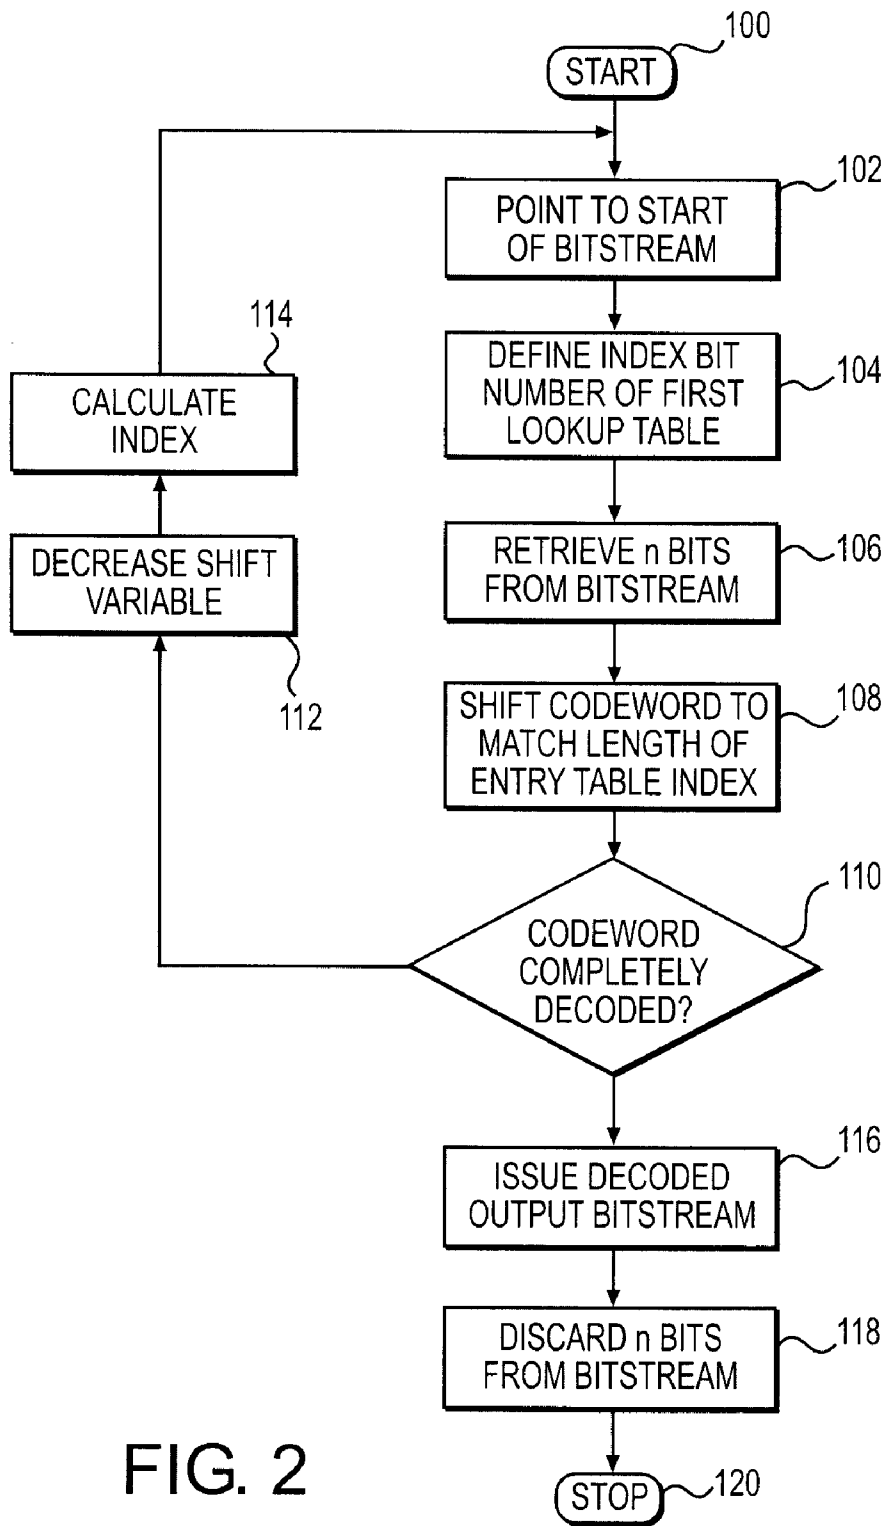 100
START
102
POINT TO START
OF BITSTREAM
114
CALCULATE
INDEX
DEFINE INDEX BIT
NUMBER OF FIRST
LOOKUP TABLE
104
DECREASE SHIFT
VARIABLE
112
RETRIEVE n BITS
FROM BITSTREAM
106
SHIFT CODEWORD TO
MATCH LENGTH OF
ENTRY TABLE INDEX
108
110
CODEWORD
COMPLETELY
DECODED?
116
ISSUE DECODED
OUTPUT BITSTREAM
DISCARD n BITS
FROM BITSTREAM
118
FIG. 2
STOP
120